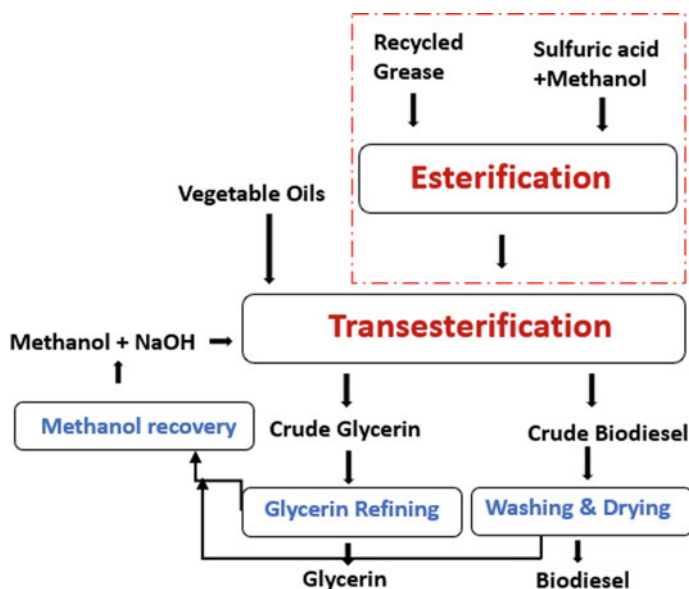 Recycled
Grease
Sulfuric acid
+Methanol
Esterification
Vegetable Oils
Transesterification
Methanol + NaOH
Methanol recovery
Crude Glycerin
Crude Biodiesel
Glycerin Refining
Washing & Drying
Glycerin
Biodiesel